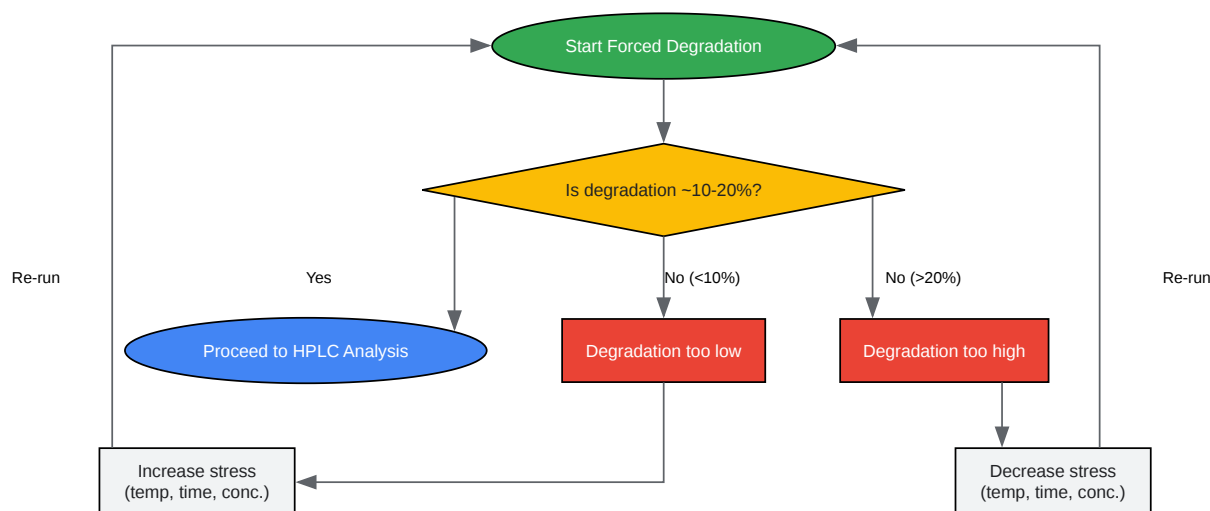 Start Forced Degradation
Is degradation ~10-20%?
Re-run
Yes
No (<10%)
No (>20%)
Re-run
Proceed to HPLC Analysis
Degradation too low
Degradation too high
Increase stress
(temp, time, conc.)
Decrease stress
(temp, time, conc.)